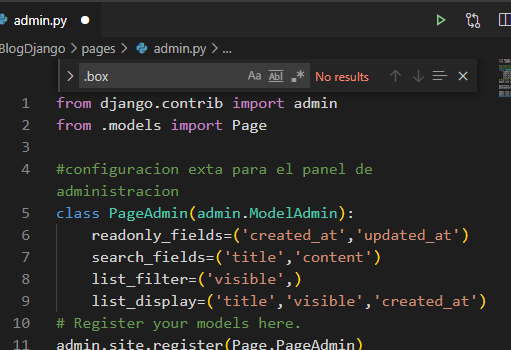 admin.py
BlogDjango > pages > admin.py > ...
> .box Aa Abl .* No results
1 from django.contrib import admin
2 from .models import Page
3
4 #configuracion exta para el panel de
administracion
5 class PageAdmin(admin.ModelAdmin):
6 readonly_fields=('created_at','updated_at')
7 search_fields=('title','content')
8 list_filter=('visible',)
9 list_display=('title','visible','created_at')
10 # Register your models here.
11 admin.site.register(Page,PageAdmin)